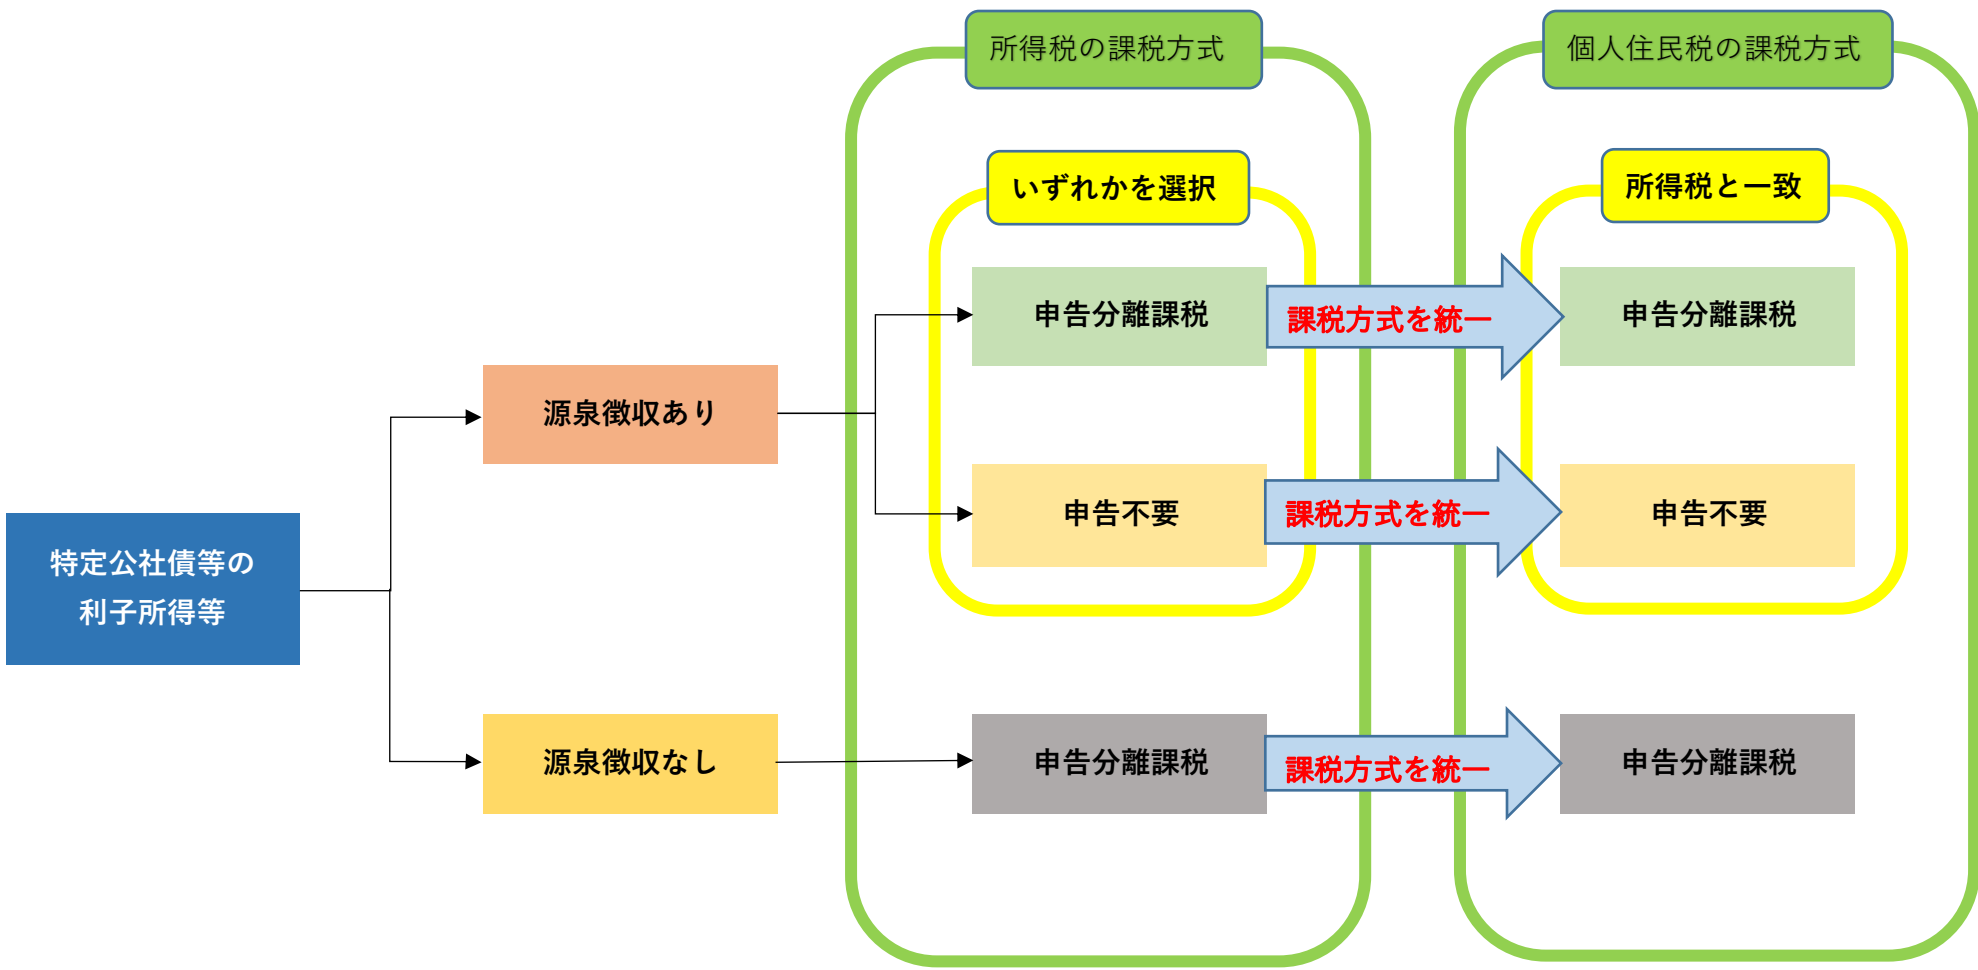 所得税の課税方式
個人住民税の課税方式
いずれかを選択
所得税と一致
申告分離課税
課税方式を統一
申告分離課税
源泉徴収あり
申告不要
課税方式を統一
申告不要
特定公社債等の
利子所得等
源泉徴収なし
申告分離課税
課税方式を統一
申告分離課税